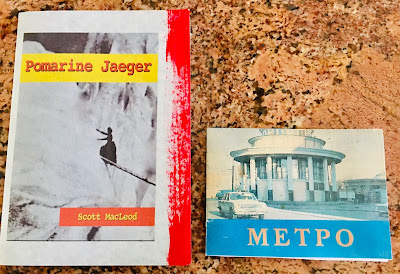 Pomarine Jaeger
Scott MacLeod
МЕТРО